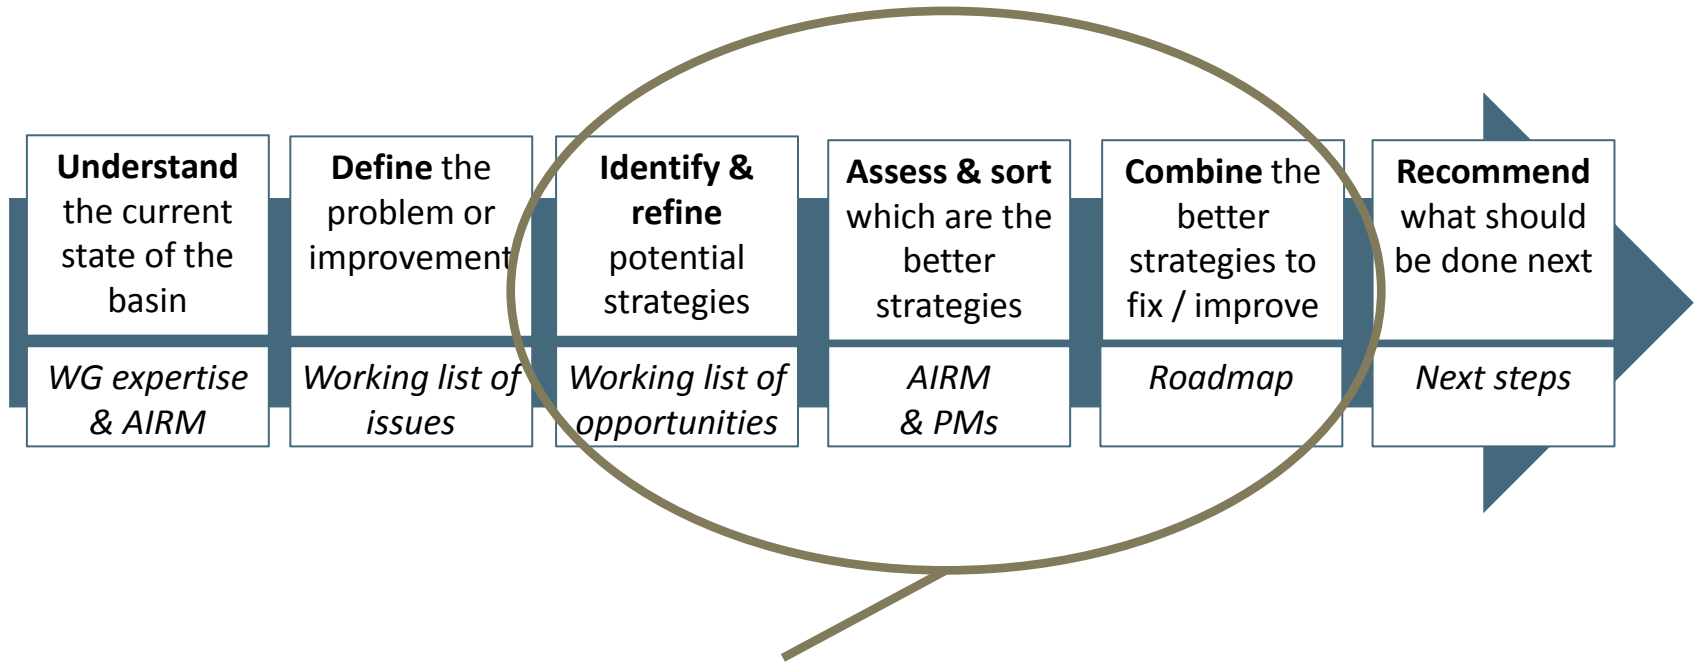 Understand
the current
state of the
basin
WG expertise
& AIRM
Define the
problem or
improvement
Working list of
issues
Identify &
refine
potential
strategies
Working list of
opportunities
Assess & sort
which are the
better
strategies
AIRM
& PMs
Combine the
better
strategies to
fix / improve
Roadmap
Recommend
what should
be done next
Next steps